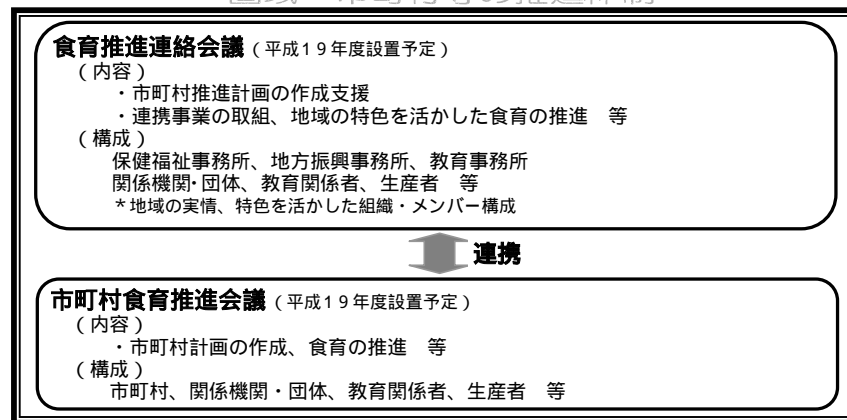 食育推進連絡会議（平成１９年度設置予定）
（内容）
・市町村推進計画の作成支援
・連携事業の取組、地域の特色を活かした食育の推進　等
（構成）
保健福祉事務所、地方振興事務所、教育事務所
関係機関・団体、教育関係者、生産者　等
＊地域の実情、特色を活かした組織・メンバー構成
連携
市町村食育推進会議（平成１９年度設置予定）
（内容）
・市町村計画の作成、食育の推進　等
（構成）
市町村、関係機関・団体、教育関係者、生産者　等